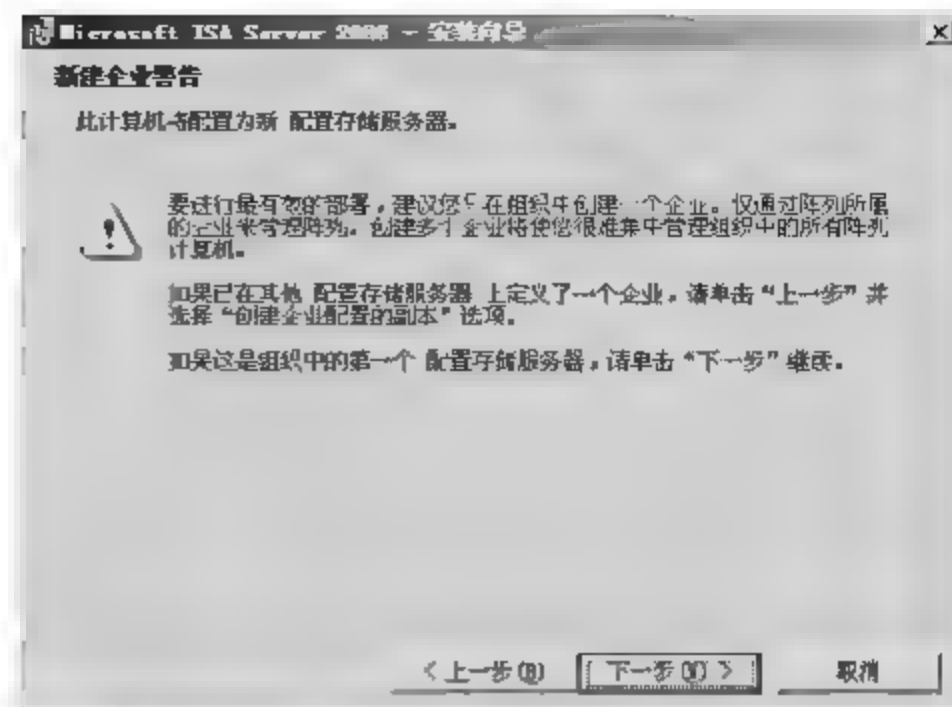 Microsoft ISA Server 2006 - 安装向导
新建企业警告
此计算机将配置为新 配置存储服务器。
要进行最有效的部署，建议您只在组织中创建一个企业。仅通过阵列所属
的企业来管理阵列。创建多个企业将使您很难集中管理组织中的所有阵列
计算机。
如果已在其他 配置存储服务器 上定义了一个企业，请单击“上一步”并
选择“创建企业配置的副本”选项。
如果这是组织中的第一个 配置存储服务器，请单击“下一步”继续。
< 上一步(B)
下一步(N) >
取消